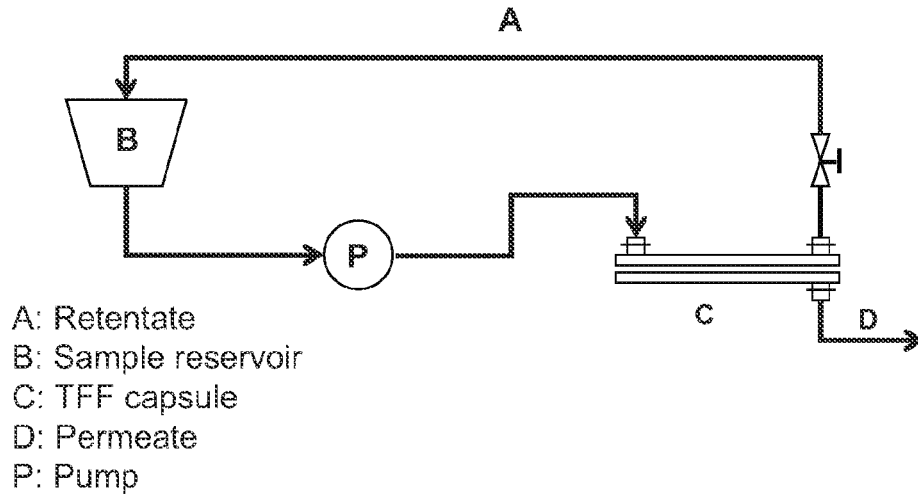 A
B
P
C
D
A: Retentate
B: Sample reservoir
C: TFF capsule
D: Permeate
P: Pump